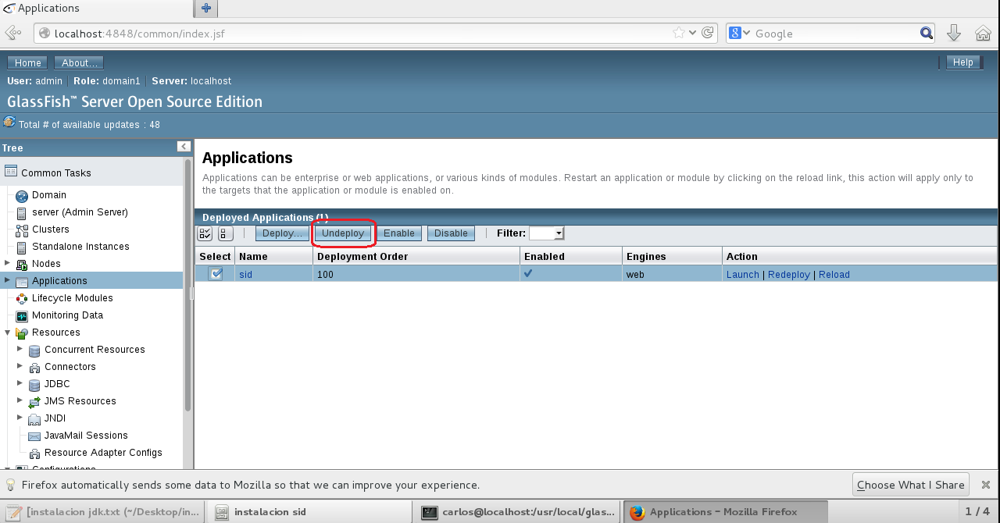 Applications
localhost:4848/common/index.jsf
Google
Home About... Help
User: admin Role: domain1 Server: localhost
GlassFish™ Server Open Source Edition
Total # of available updates : 48
Tree
Common Tasks
Domain
server (Admin Server)
Clusters
Standalone Instances
Nodes
Applications
Lifecycle Modules
Monitoring Data
Resources
Concurrent Resources
Connectors
JDBC
JMS Resources
JNDI
JavaMail Sessions
Resource Adapter Configs
Configurations
Applications
Applications can be enterprise or web applications, or various kinds of modules. Restart an application or module by clicking on the reload link, this action will apply only to
the targets that the application or module is enabled on.
Deployed Applications (1)
Deploy... Undeploy Enable Disable Filter:
Select Name Deployment Order Enabled Engines Action
sid 100 web Launch | Redeploy | Reload
Firefox automatically sends some data to Mozilla so that we can improve your experience. Choose What I Share
[instalacion jdk.txt (~/Desktop/in... instalacion sid carlos@localhost:/usr/local/glas... Applications - Mozilla Firefox 1 / 4